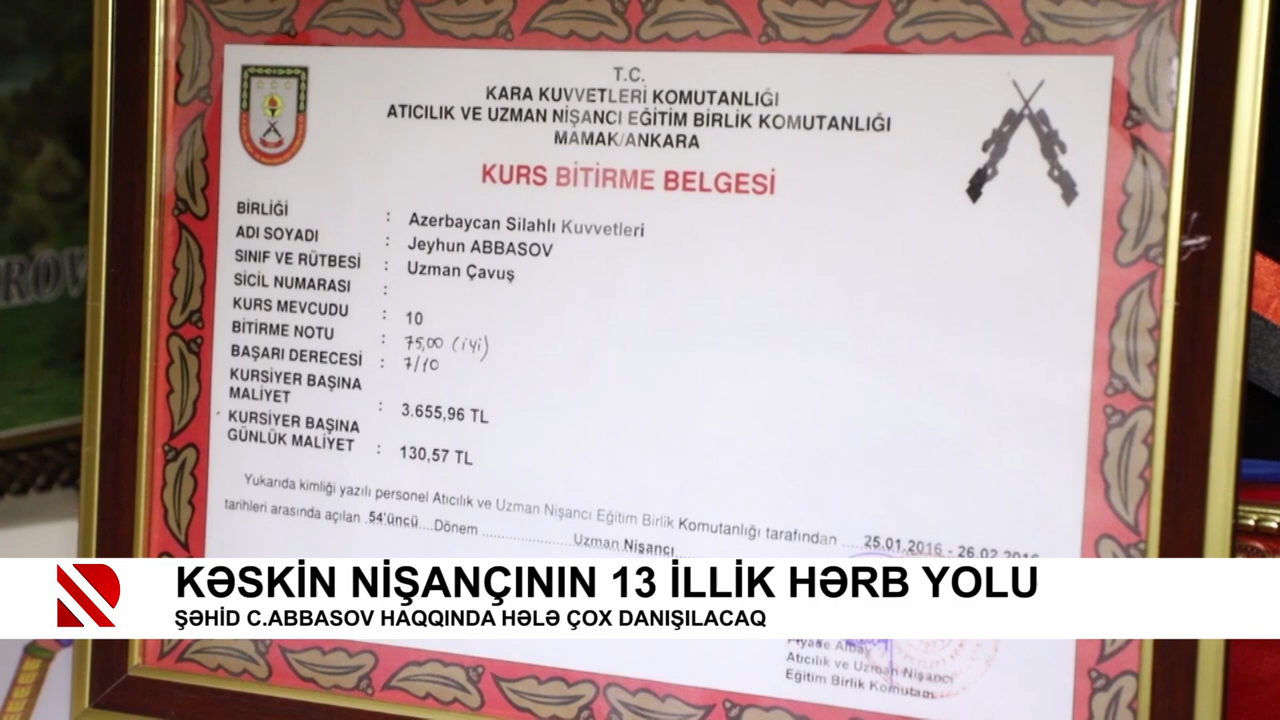 T.C.
KARA KUVVETLERİ KOMUTANLIĞI
ATICILIK VE UZMAN NİŞANCI EĞİTİM BİRLİK KOMUTANLIĞI
MAMAK/ANKARA
KURS BİTİRME BELGESİ
BİRLİĞİ : Azerbaycan Silahlı Kuvvetleri
ADI SOYADI : Jeyhun ABBASOV
SINIF VE RÜTBESİ : Uzman Çavuş
SİCİL NUMARASI :
KURS MEVCUDU : 10
BİTİRME NOTU : 75,00 (iyi)
BAŞARI DERECESİ : 7/10
KURSİYER BAŞINA
MALİYET : 3.655,96 TL
KURSİYER BAŞINA
GÜNLÜK MALİYET : 130,57 TL
Yukarıda kimliği yazılı personel Atıcılık ve Uzman Nişancı Eğitim Birlik Komutanlığı tarafından ....25.01.2016 - 26.02.2016
tarihleri arasında açılan .54'üncü....Dönem ........................Uzman Nişancı
ROV
KƏSKİN NİŞANÇININ 13 İLLİK HƏRB YOLU
ŞƏHİD C.ABBASOV HAQQINDA HƏLƏ ÇOX DANIŞILACAQ
Piyade Albay
Atıcılık ve Uzman Nişancı
Eğitim Birlik Komutanı